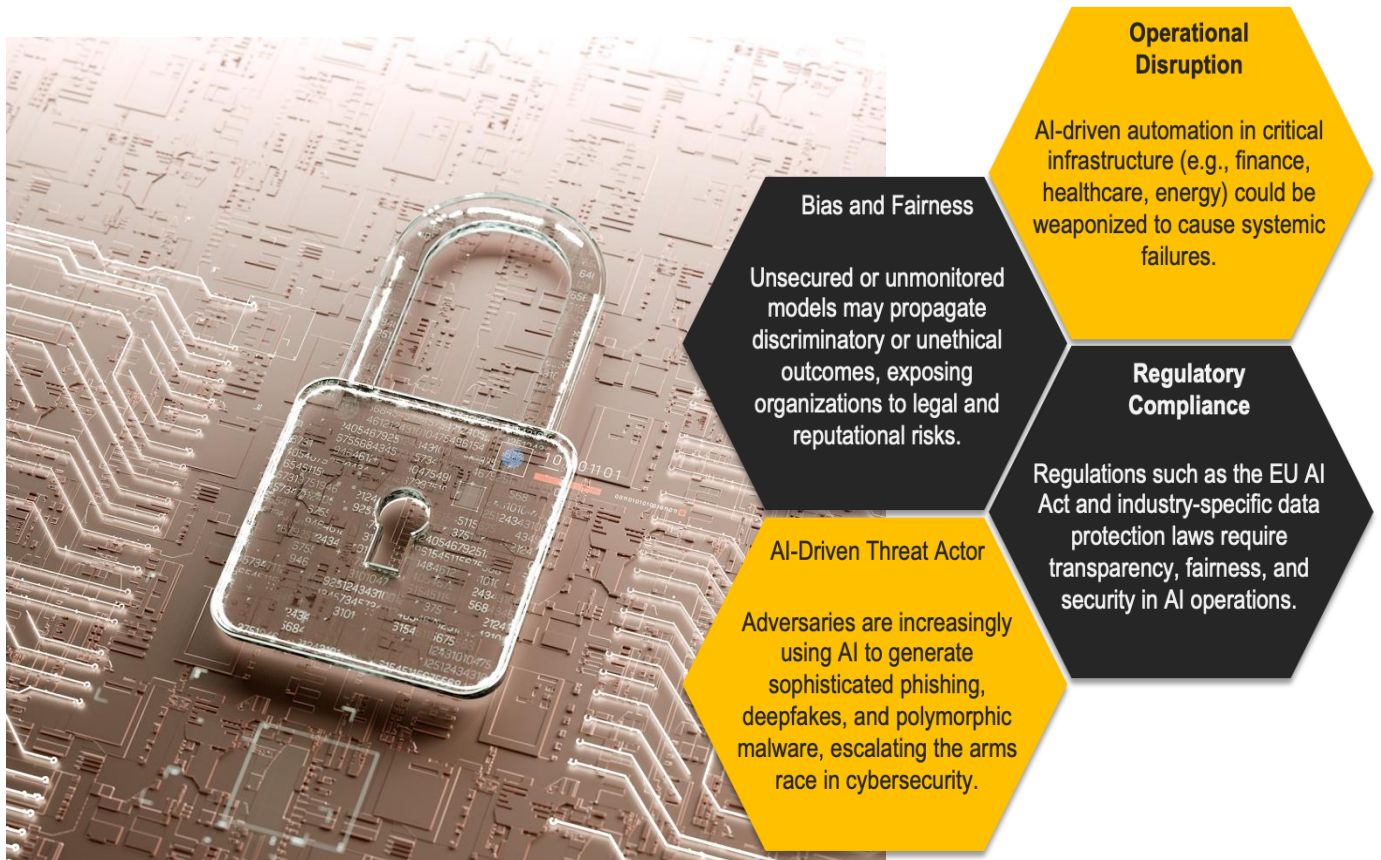 Operational
Disruption
AI-driven automation in critical
infrastructure (e.g., finance,
healthcare, energy) could be
weaponized to cause systemic
failures.
Bias and Fairness
Unsecured or unmonitored
models may propagate
discriminatory or unethical
outcomes, exposing
organizations to legal and
reputational risks.
Regulatory
Compliance
Regulations such as the EU AI
Act and industry-specific data
protection laws require
transparency, fairness, and
security in AI operations.
AI-Driven Threat Actor
Adversaries are increasingly
using AI to generate
sophisticated phishing,
deepfakes, and polymorphic
malware, escalating the arms
race in cybersecurity.